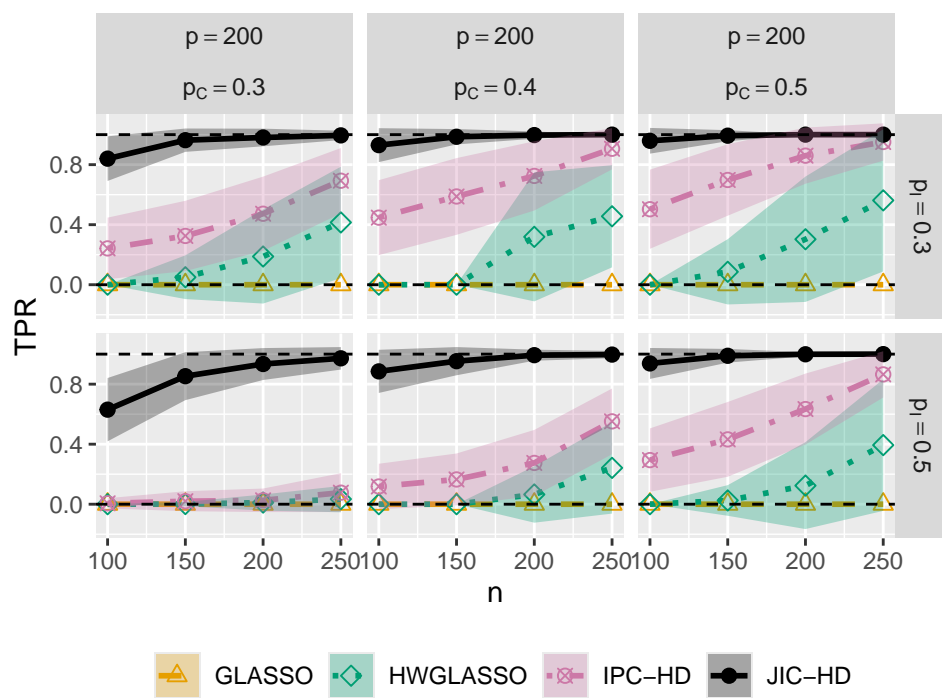 p = 200 p = 200 p = 200
p_C = 0.3 p_C = 0.4 p_C = 0.5
0.8
0.4
0.0
p_I = 0.3
0.8
0.4
0.0
p_I = 0.5
TPR
100 150 200 250 100 150 200 250 100 150 200 250
n
GLASSO HWGLASSO IPC−HD JIC−HD